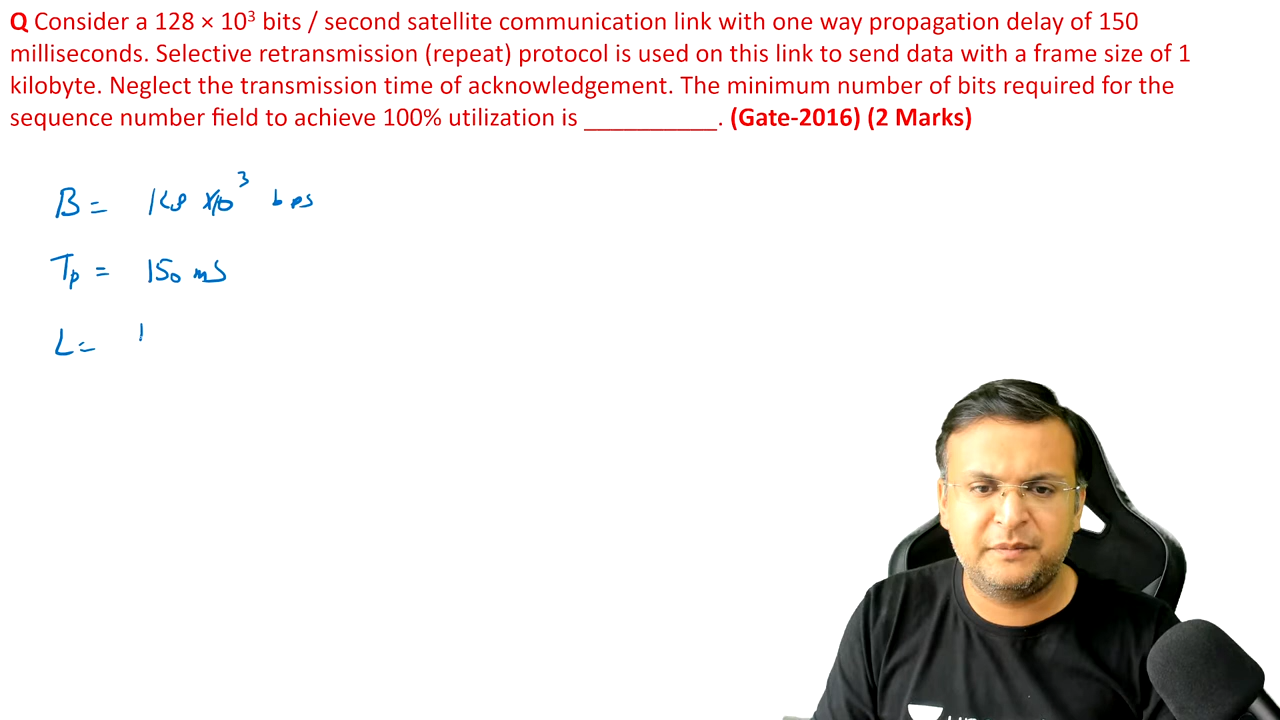 Q Consider a 128 × 10³ bits / second satellite communication link with one way propagation delay of 150
milliseconds. Selective retransmission (repeat) protocol is used on this link to send data with a frame size of 1
kilobyte. Neglect the transmission time of acknowledgement. The minimum number of bits required for the
sequence number field to achieve 100% utilization is __________. (Gate-2016) (2 Marks)
B = 128 × 10³ bps
Tp = 150 ms
L = 1